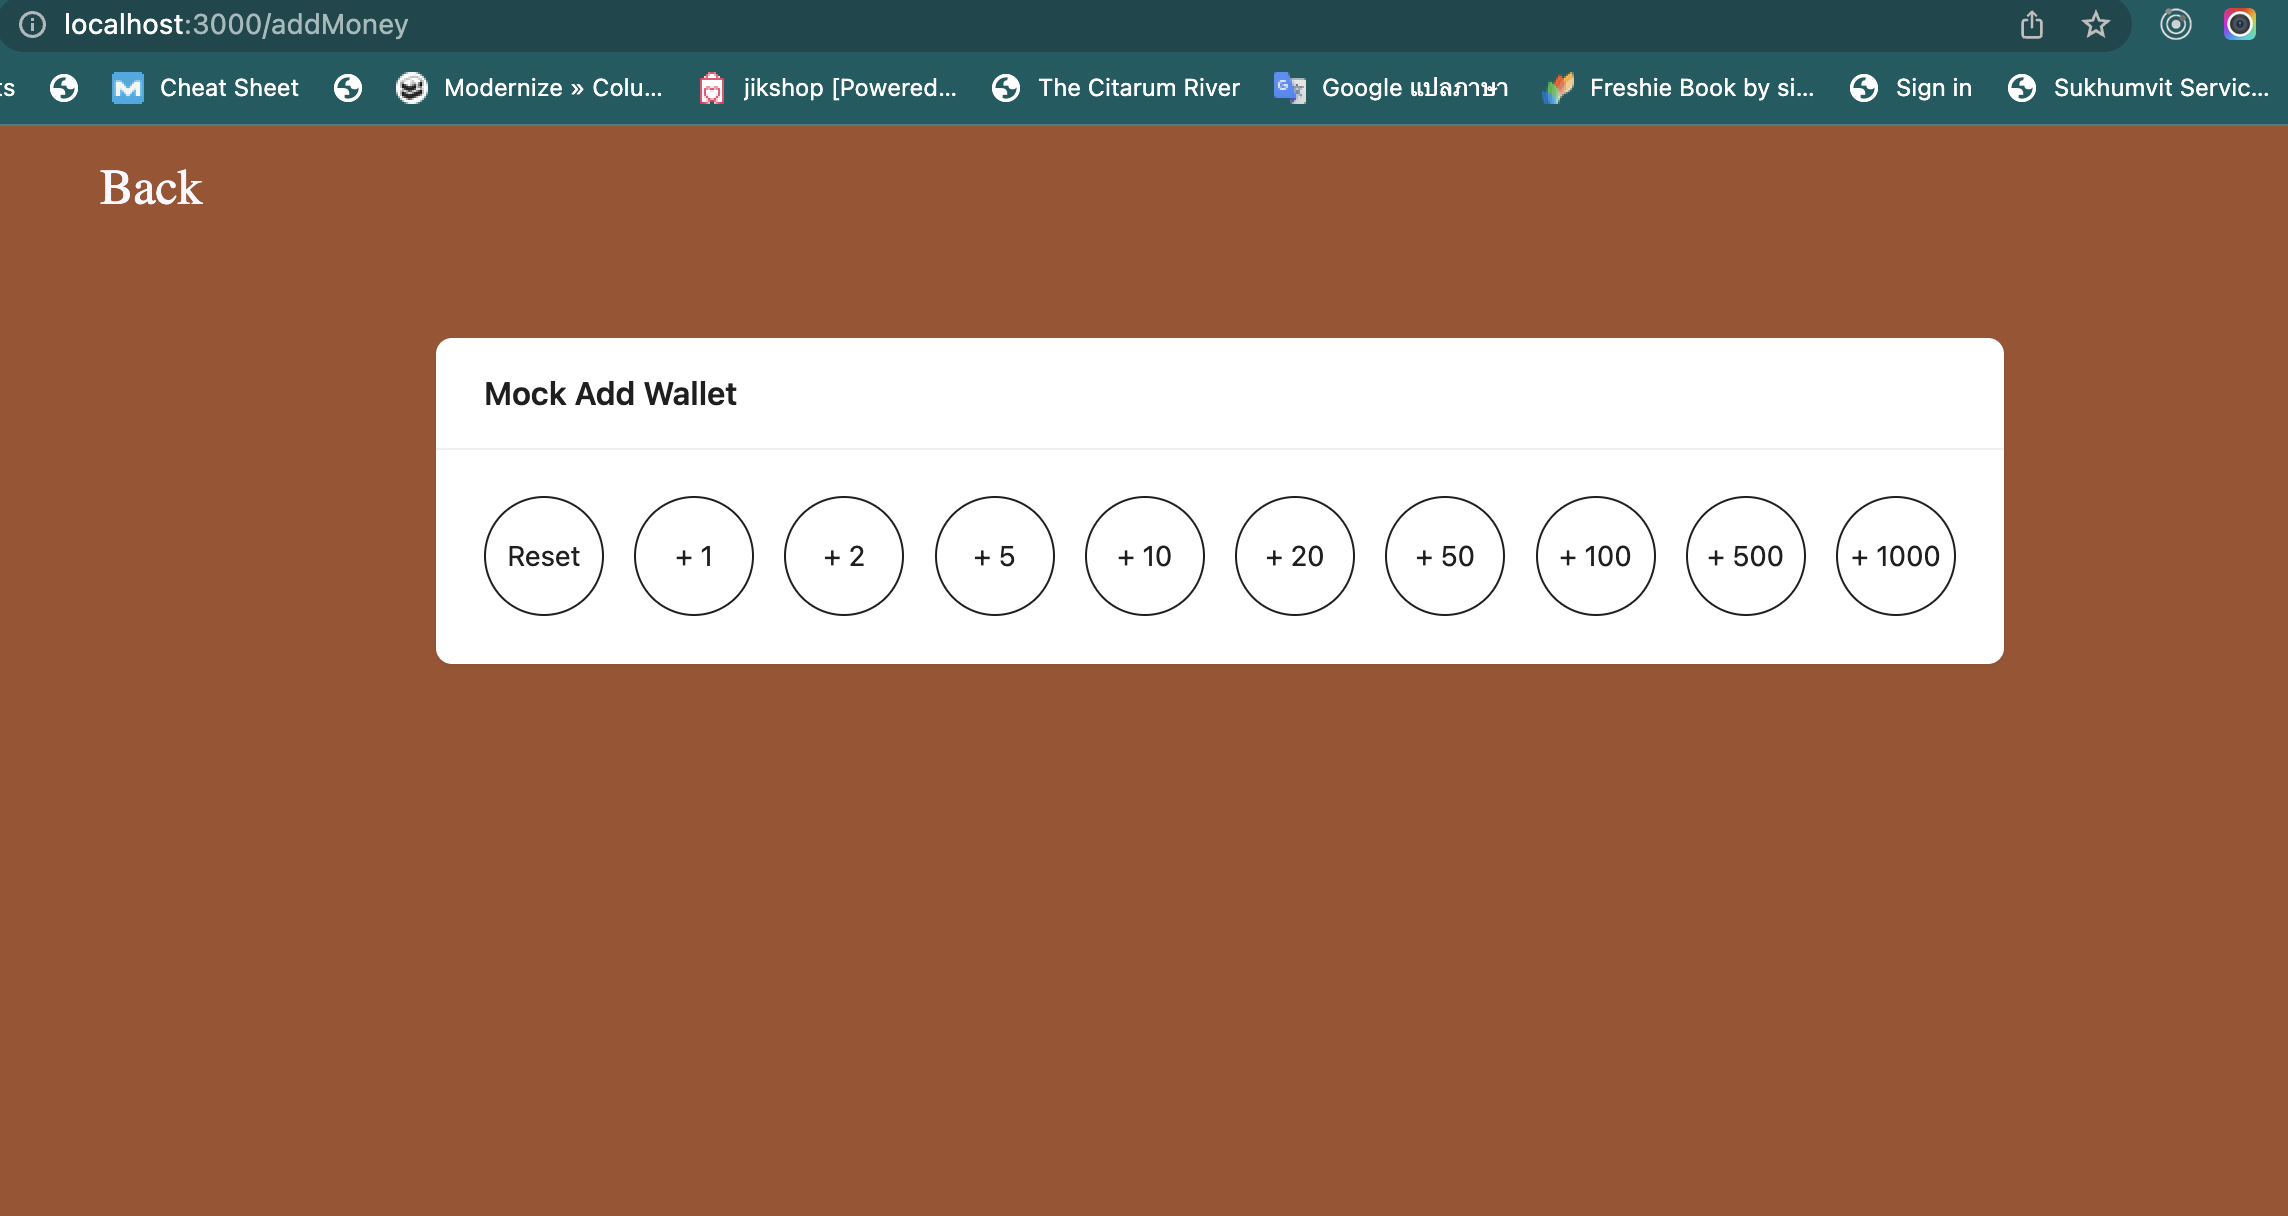 localhost:3000/addMoney
ts Cheat Sheet Modernize » Colu... jikshop [Powered... The Citarum River Google แปลภาษา Freshie Book by si... Sign in Sukhumvit Servic...
Back
Mock Add Wallet
Reset + 1 + 2 + 5 + 10 + 20 + 50 + 100 + 500 + 1000